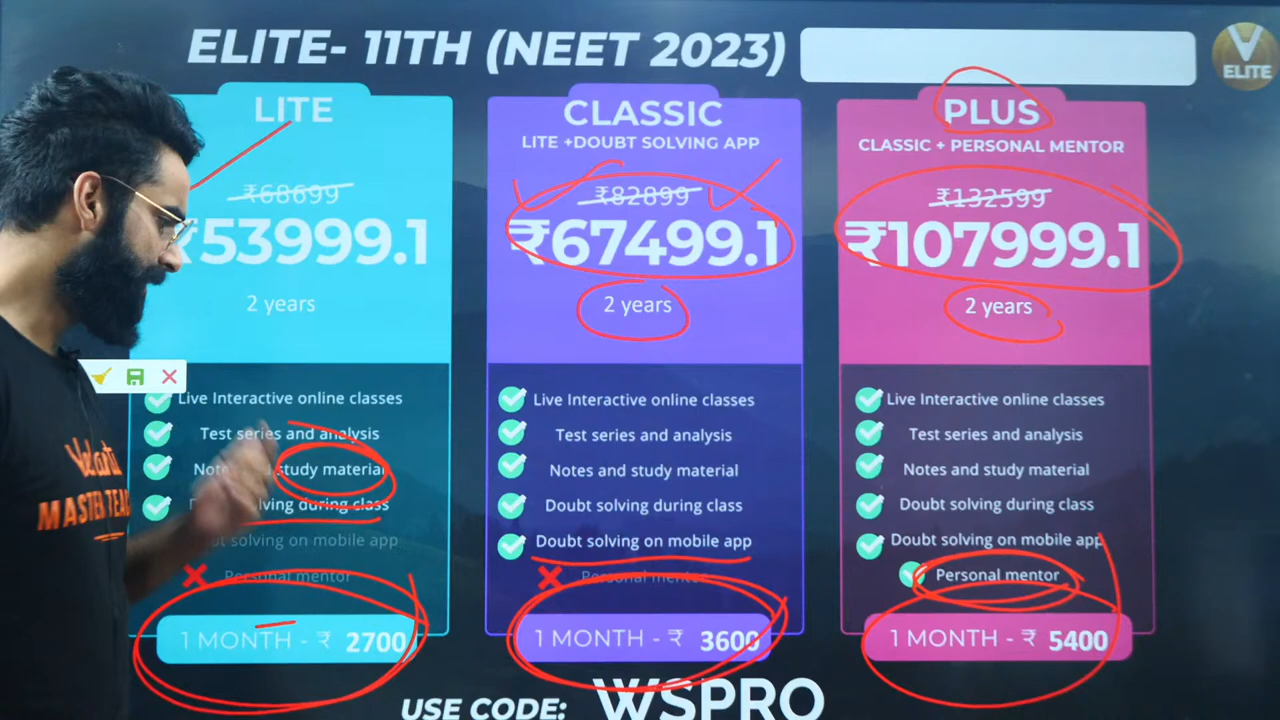 ELITE- 11TH (NEET 2023)
V
ELITE
LITE
₹68699
₹53999.1
2 years
Live Interactive online classes
Test series and analysis
study material
solving during class
solving on mobile app
Personal mentor
1 MONTH - ₹ 2700
CLASSIC
LITE +DOUBT SOLVING APP
₹82899
₹67499.1
2 years
Live Interactive online classes
Test series and analysis
Notes and study material
Doubt solving during class
Doubt solving on mobile app
Personal mentor
1 MONTH - ₹ 3600
PLUS
CLASSIC + PERSONAL MENTOR
₹132599
₹107999.1
2 years
Live Interactive online classes
Test series and analysis
Notes and study material
Doubt solving during class
Doubt solving on mobile app
Personal mentor
1 MONTH - ₹ 5400
USE CODE: WSPRO
MASTER